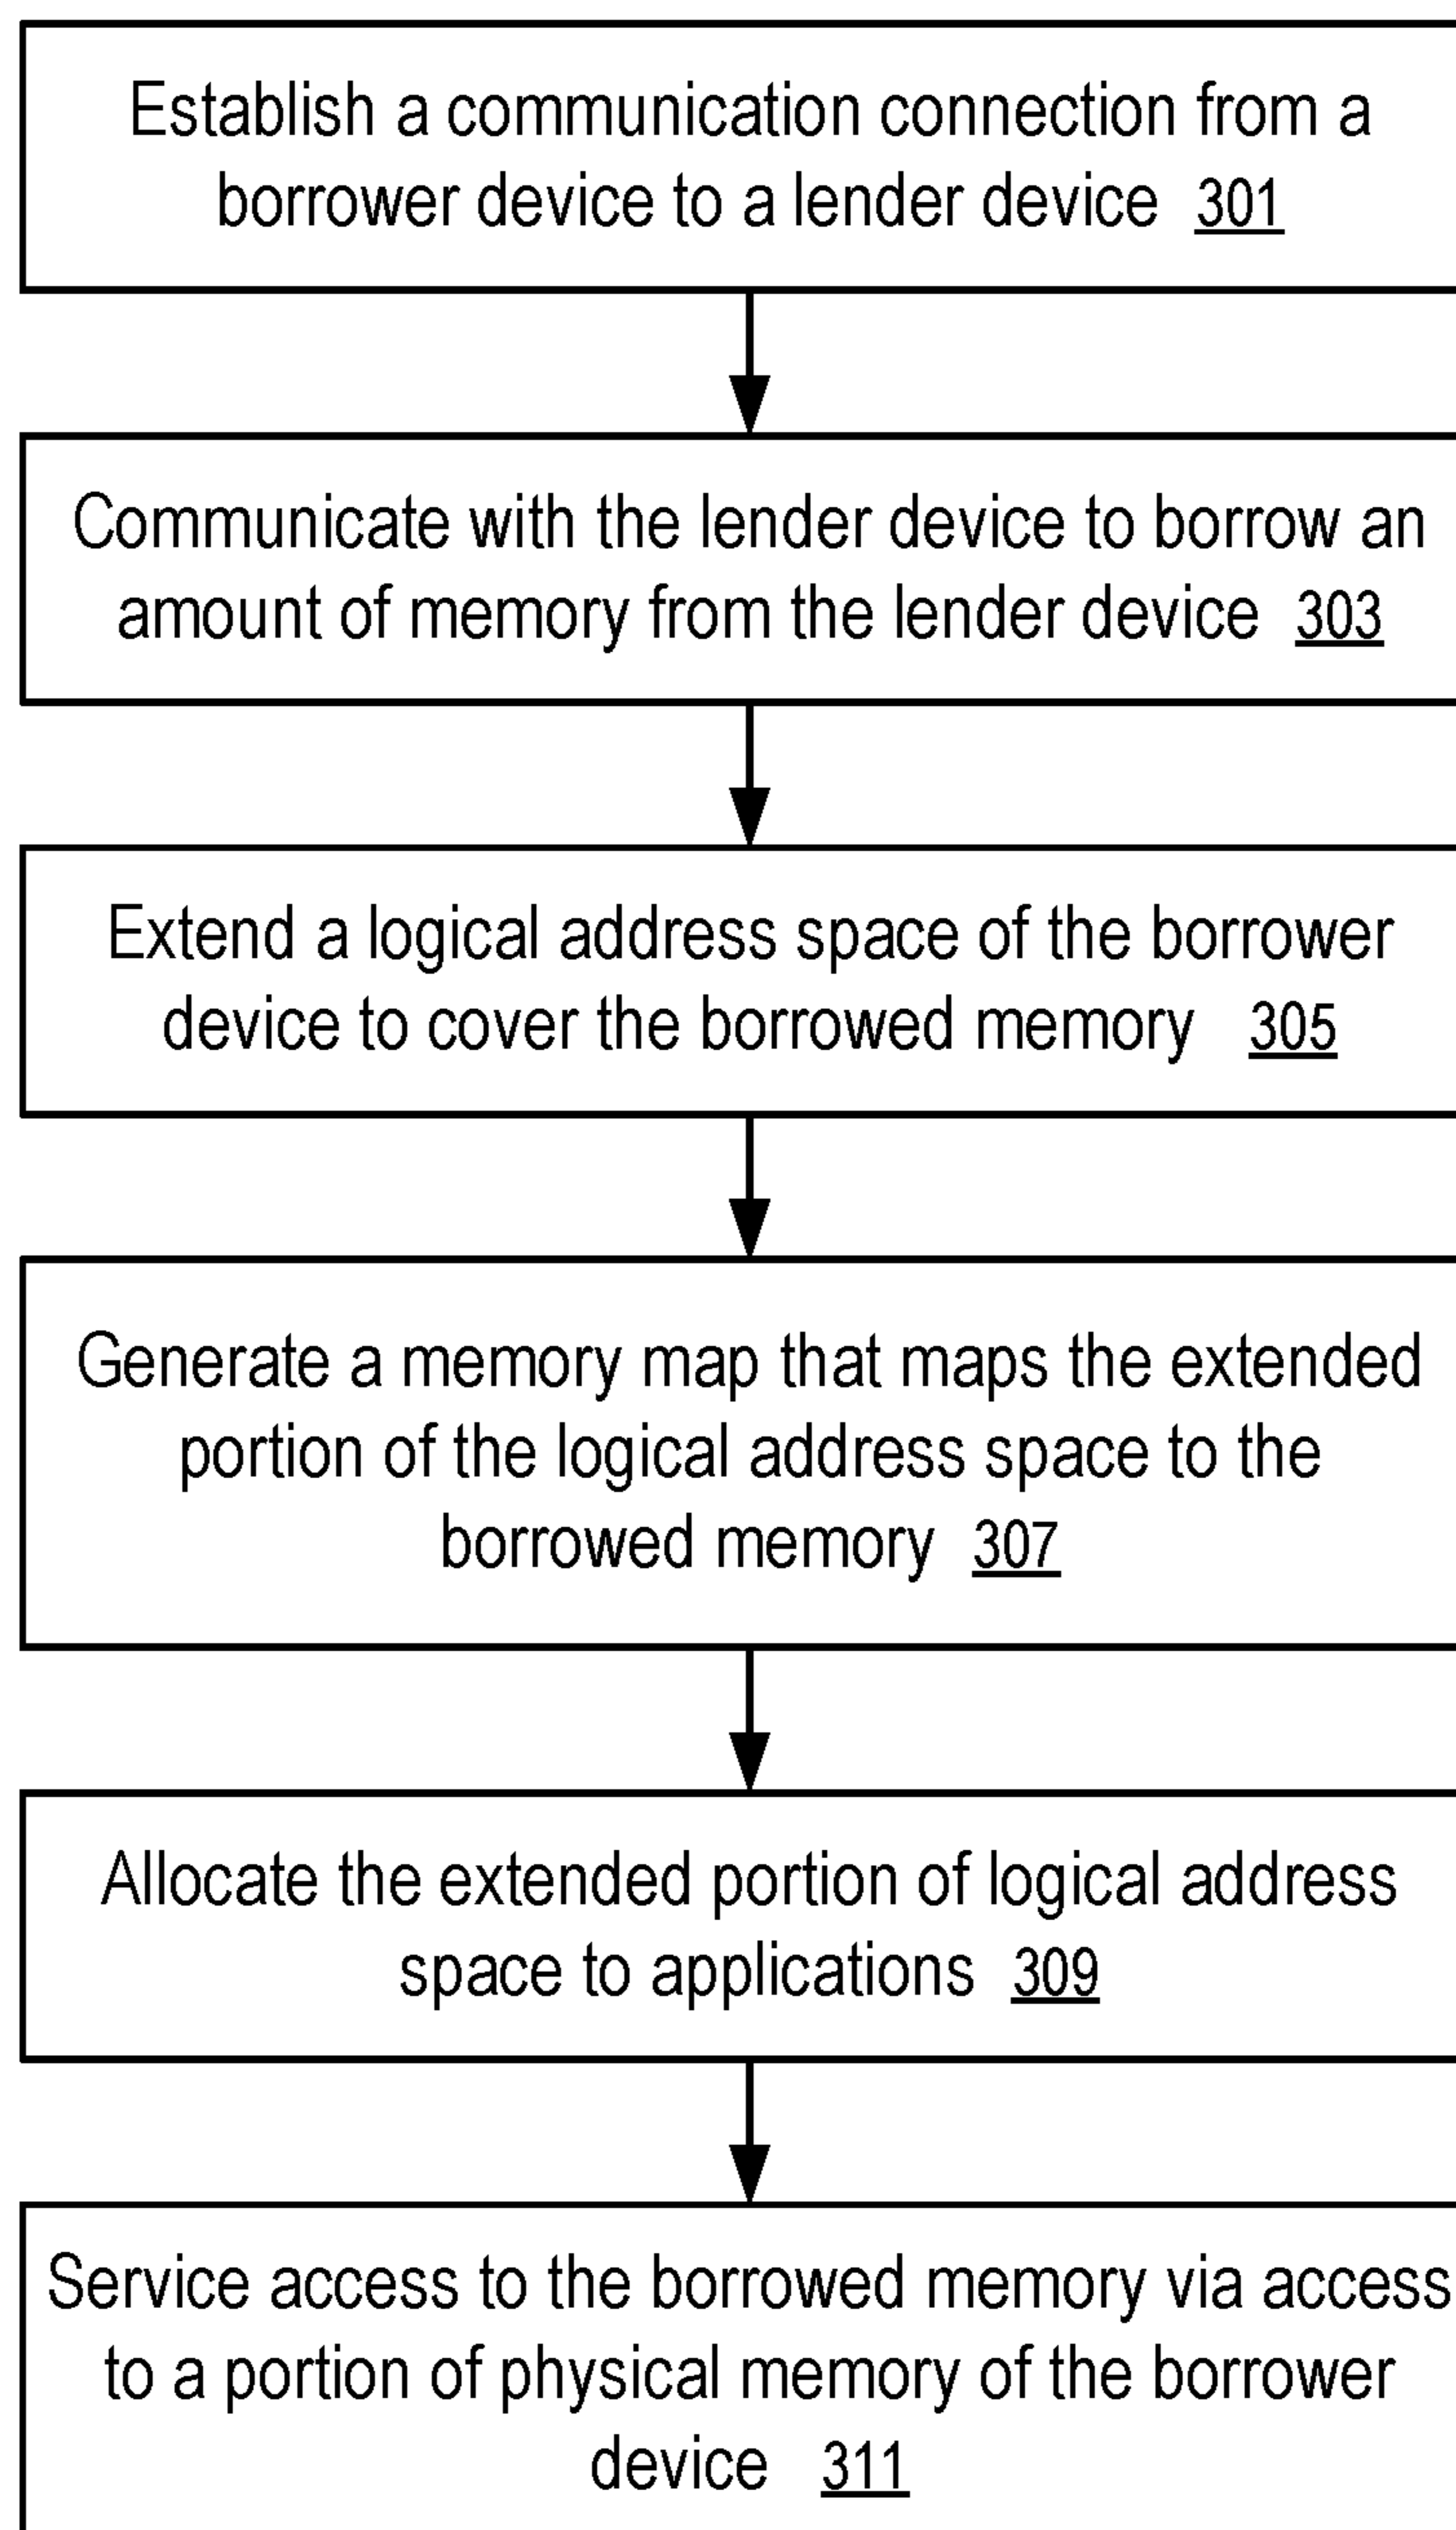 Establish a communication connection from a
borrower device to a lender device 301
Communicate with the lender device to borrow an
amount of memory from the lender device 303
Extend a logical address space of the borrower
device to cover the borrowed memory 305
Generate a memory map that maps the extended
portion of the logical address space to the
borrowed memory 307
Allocate the extended portion of logical address
space to applications 309
Service access to the borrowed memory via access
to a portion of physical memory of the borrower
device 311